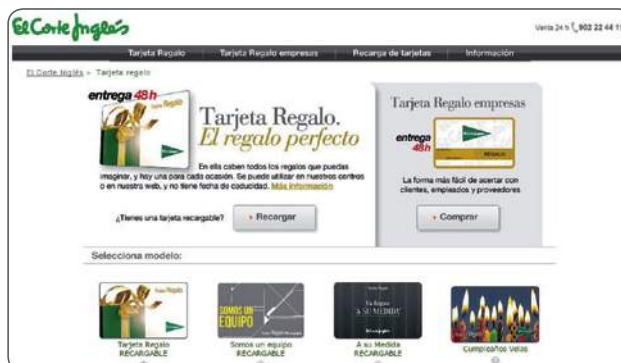 El Corte Inglés
Venta 24 h 902 22 44 11
Tarjeta Regalo Tarjeta Regalo empresas Recarga de tarjetas Información
El Corte Inglés » Tarjeta regalo
entrega 48h
Tarjeta Regalo.
El regalo perfecto
En ella caben todos los regalos que puedas
imaginar, y hay una para cada ocasión. Se puede utilizar en nuestros centros
o en nuestra web, y no tiene fecha de caducidad. Más información
¿Tienes una tarjeta recargable? Recargar
Tarjeta Regalo empresas
entrega
48h
REGALO
La forma más fácil de acertar con
clientes, empleados y proveedores
Comprar
Selecciona modelo:
SOMOS UN
EQUIPO
A SU MEDIDA
Tarjeta Regalo
RECARGABLE
Somos un equipo
RECARGABLE
A su Medida
RECARGABLE
Cumpleaños Velas